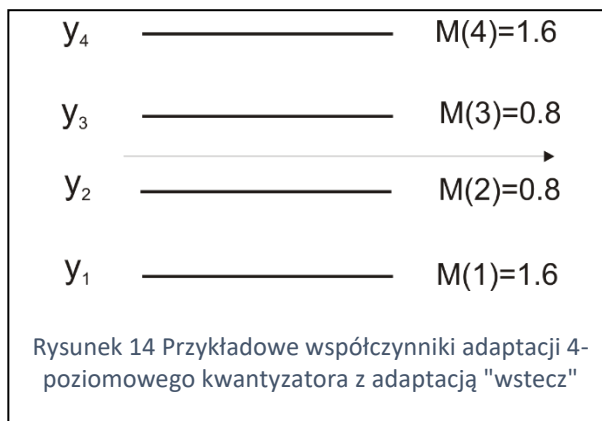 y₄ M(4)=1.6
y₃ M(3)=0.8
y₂ M(2)=0.8
y₁ M(1)=1.6
Rysunek 14 Przykładowe współczynniki adaptacji 4-
poziomowego kwantyzatora z adaptacją "wstecz"